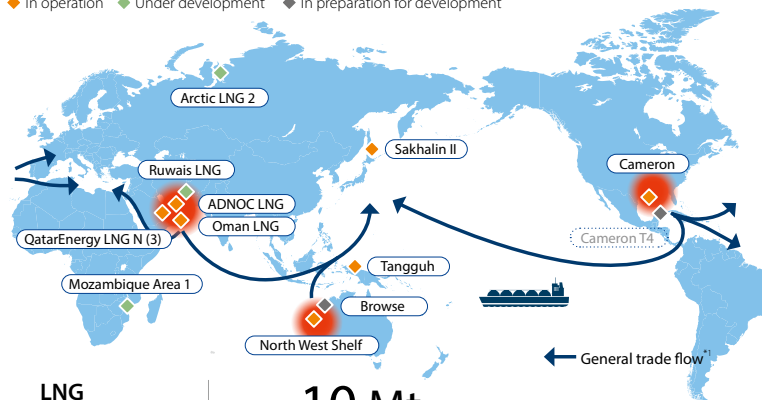 In operation Under development In preparation for development
Arctic LNG 2
Sakhalin II
Ruwais LNG
Cameron
ADNOC LNG
Oman LNG
QatarEnergy LNG N (3)
Cameron T4
Tangguh
Mozambique Area 1
Browse
North West Shelf
General trade flow*1
LNG
10 Mt